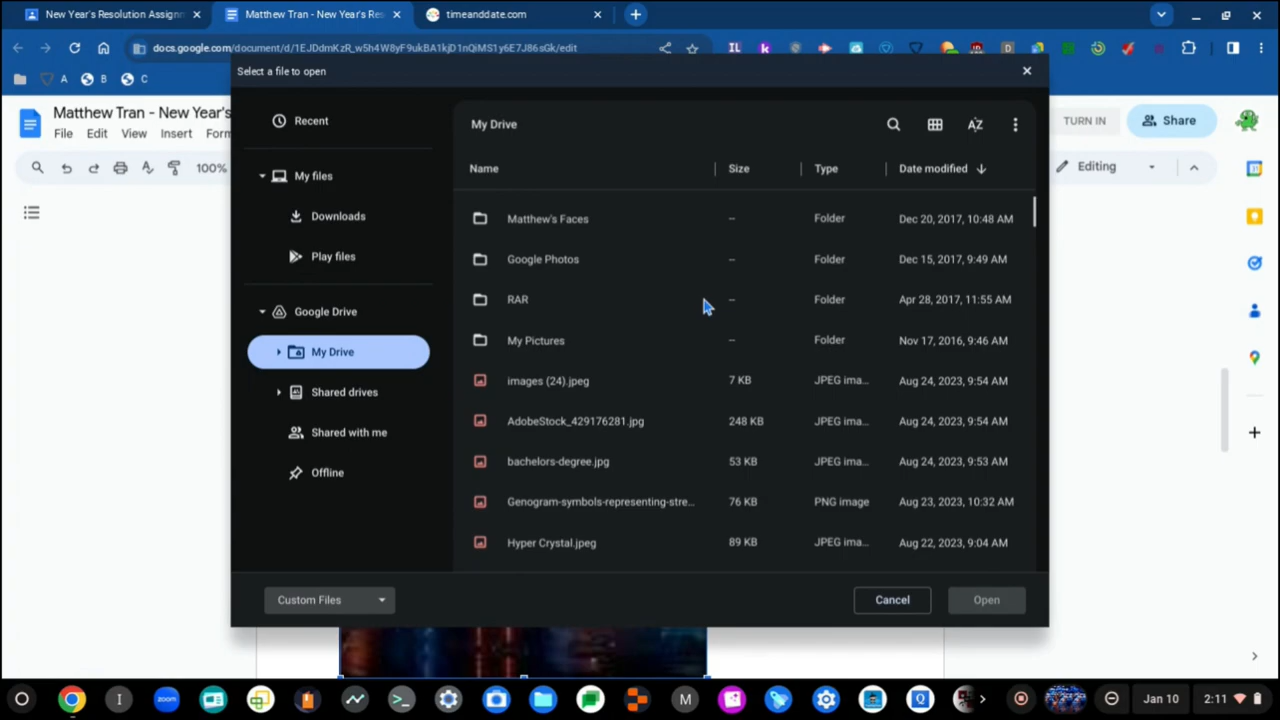 New Year's Resolution Assignm
Matthew Tran - New Year's Res
timeanddate.com
docs.google.com/document/d/1EJDdmKzR_w5h4W8yF9ukBA1kjD1nQiMS1y6E7J86sGk/edit
A
B
C
Matthew Tran - New Year's
File
Edit
View
Insert
Form
TURN IN
Share
100%
Editing
Select a file to open
Recent
My files
Downloads
Play files
Google Drive
My Drive
Shared drives
Shared with me
Offline
My Drive
AZ
Name
Size
Type
Date modified
Matthew's Faces -- Folder Dec 20, 2017, 10:48 AM
Google Photos -- Folder Dec 15, 2017, 9:49 AM
RAR -- Folder Apr 28, 2017, 11:55 AM
My Pictures -- Folder Nov 17, 2016, 9:46 AM
images (24).jpeg 7 KB JPEG ima... Aug 24, 2023, 9:54 AM
AdobeStock_429176281.jpg 248 KB JPEG ima... Aug 24, 2023, 9:54 AM
bachelors-degree.jpg 53 KB JPEG ima... Aug 24, 2023, 9:53 AM
Genogram-symbols-representing-stre... 76 KB PNG image Aug 23, 2023, 10:32 AM
Hyper Crystal.jpeg 89 KB JPEG ima... Aug 22, 2023, 9:04 AM
Custom Files
Cancel
Open
zoom
M
Q
Jan 10
2:11